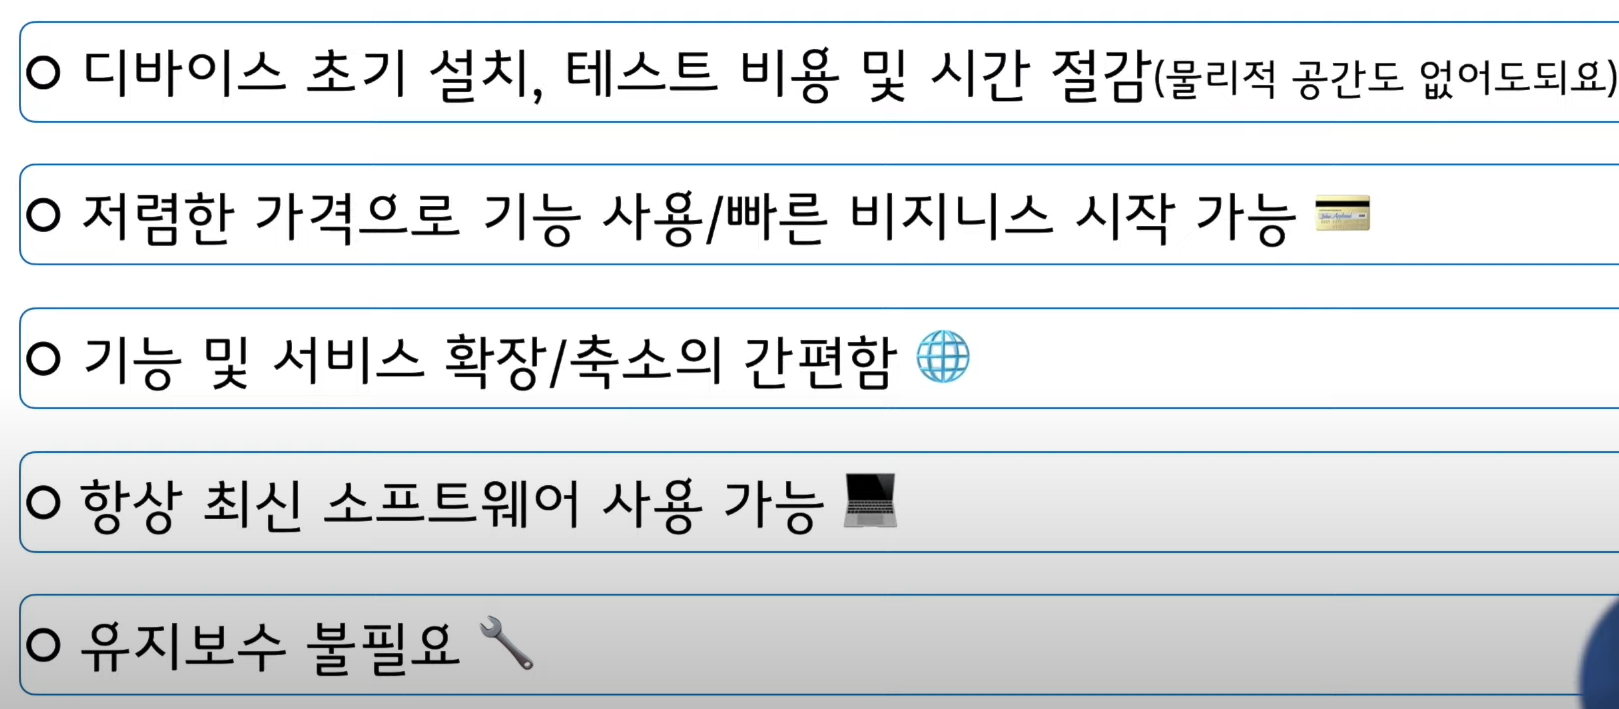 디바이스 초기 설치, 테스트 비용 및 시간 절감(물리적 공간도 없어도되요)
저렴한 가격으로 기능 사용/빠른 비지니스 시작 가능
기능 및 서비스 확장/축소의 간편함
항상 최신 소프트웨어 사용 가능
유지보수 불필요